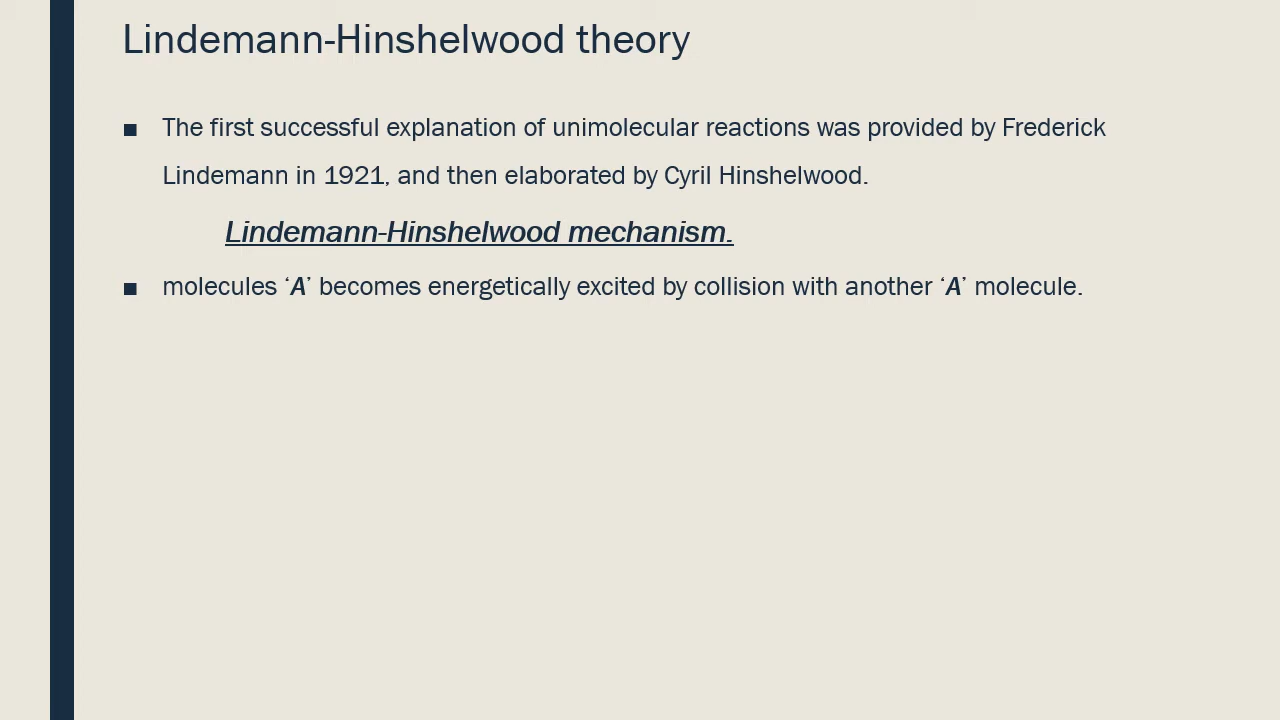 Lindemann-Hinshelwood theory
■ The first successful explanation of unimolecular reactions was provided by Frederick
Lindemann in 1921, and then elaborated by Cyril Hinshelwood.
Lindemann-Hinshelwood mechanism.
■ molecules ‘A’ becomes energetically excited by collision with another ‘A’ molecule.